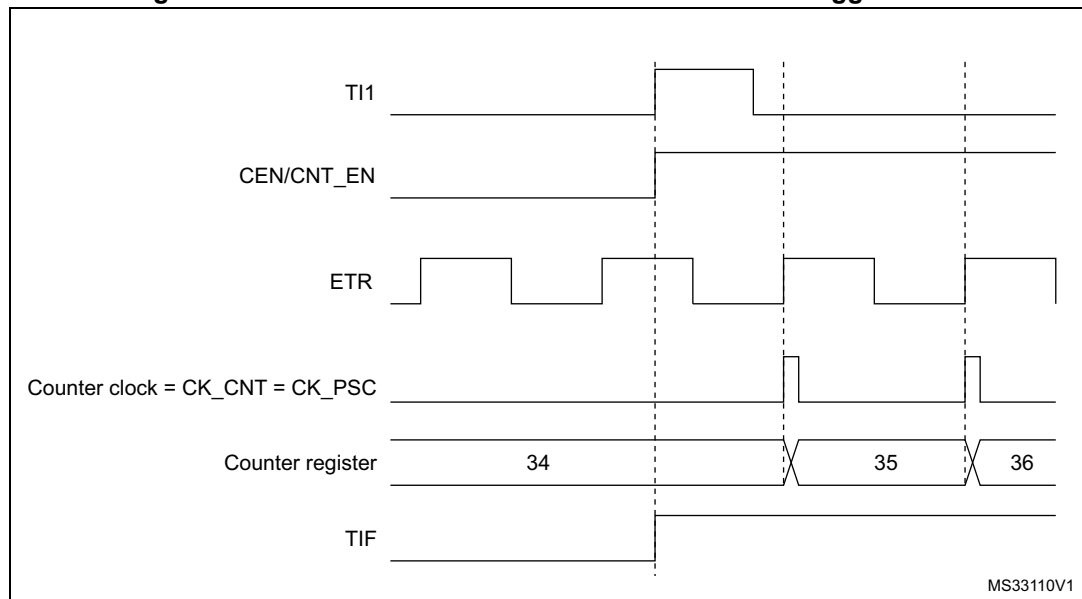 TI1
CEN/CNT_EN
ETR
Counter clock = CK_CNT = CK_PSC
Counter register 34 35 36
TIF
MS33110V1